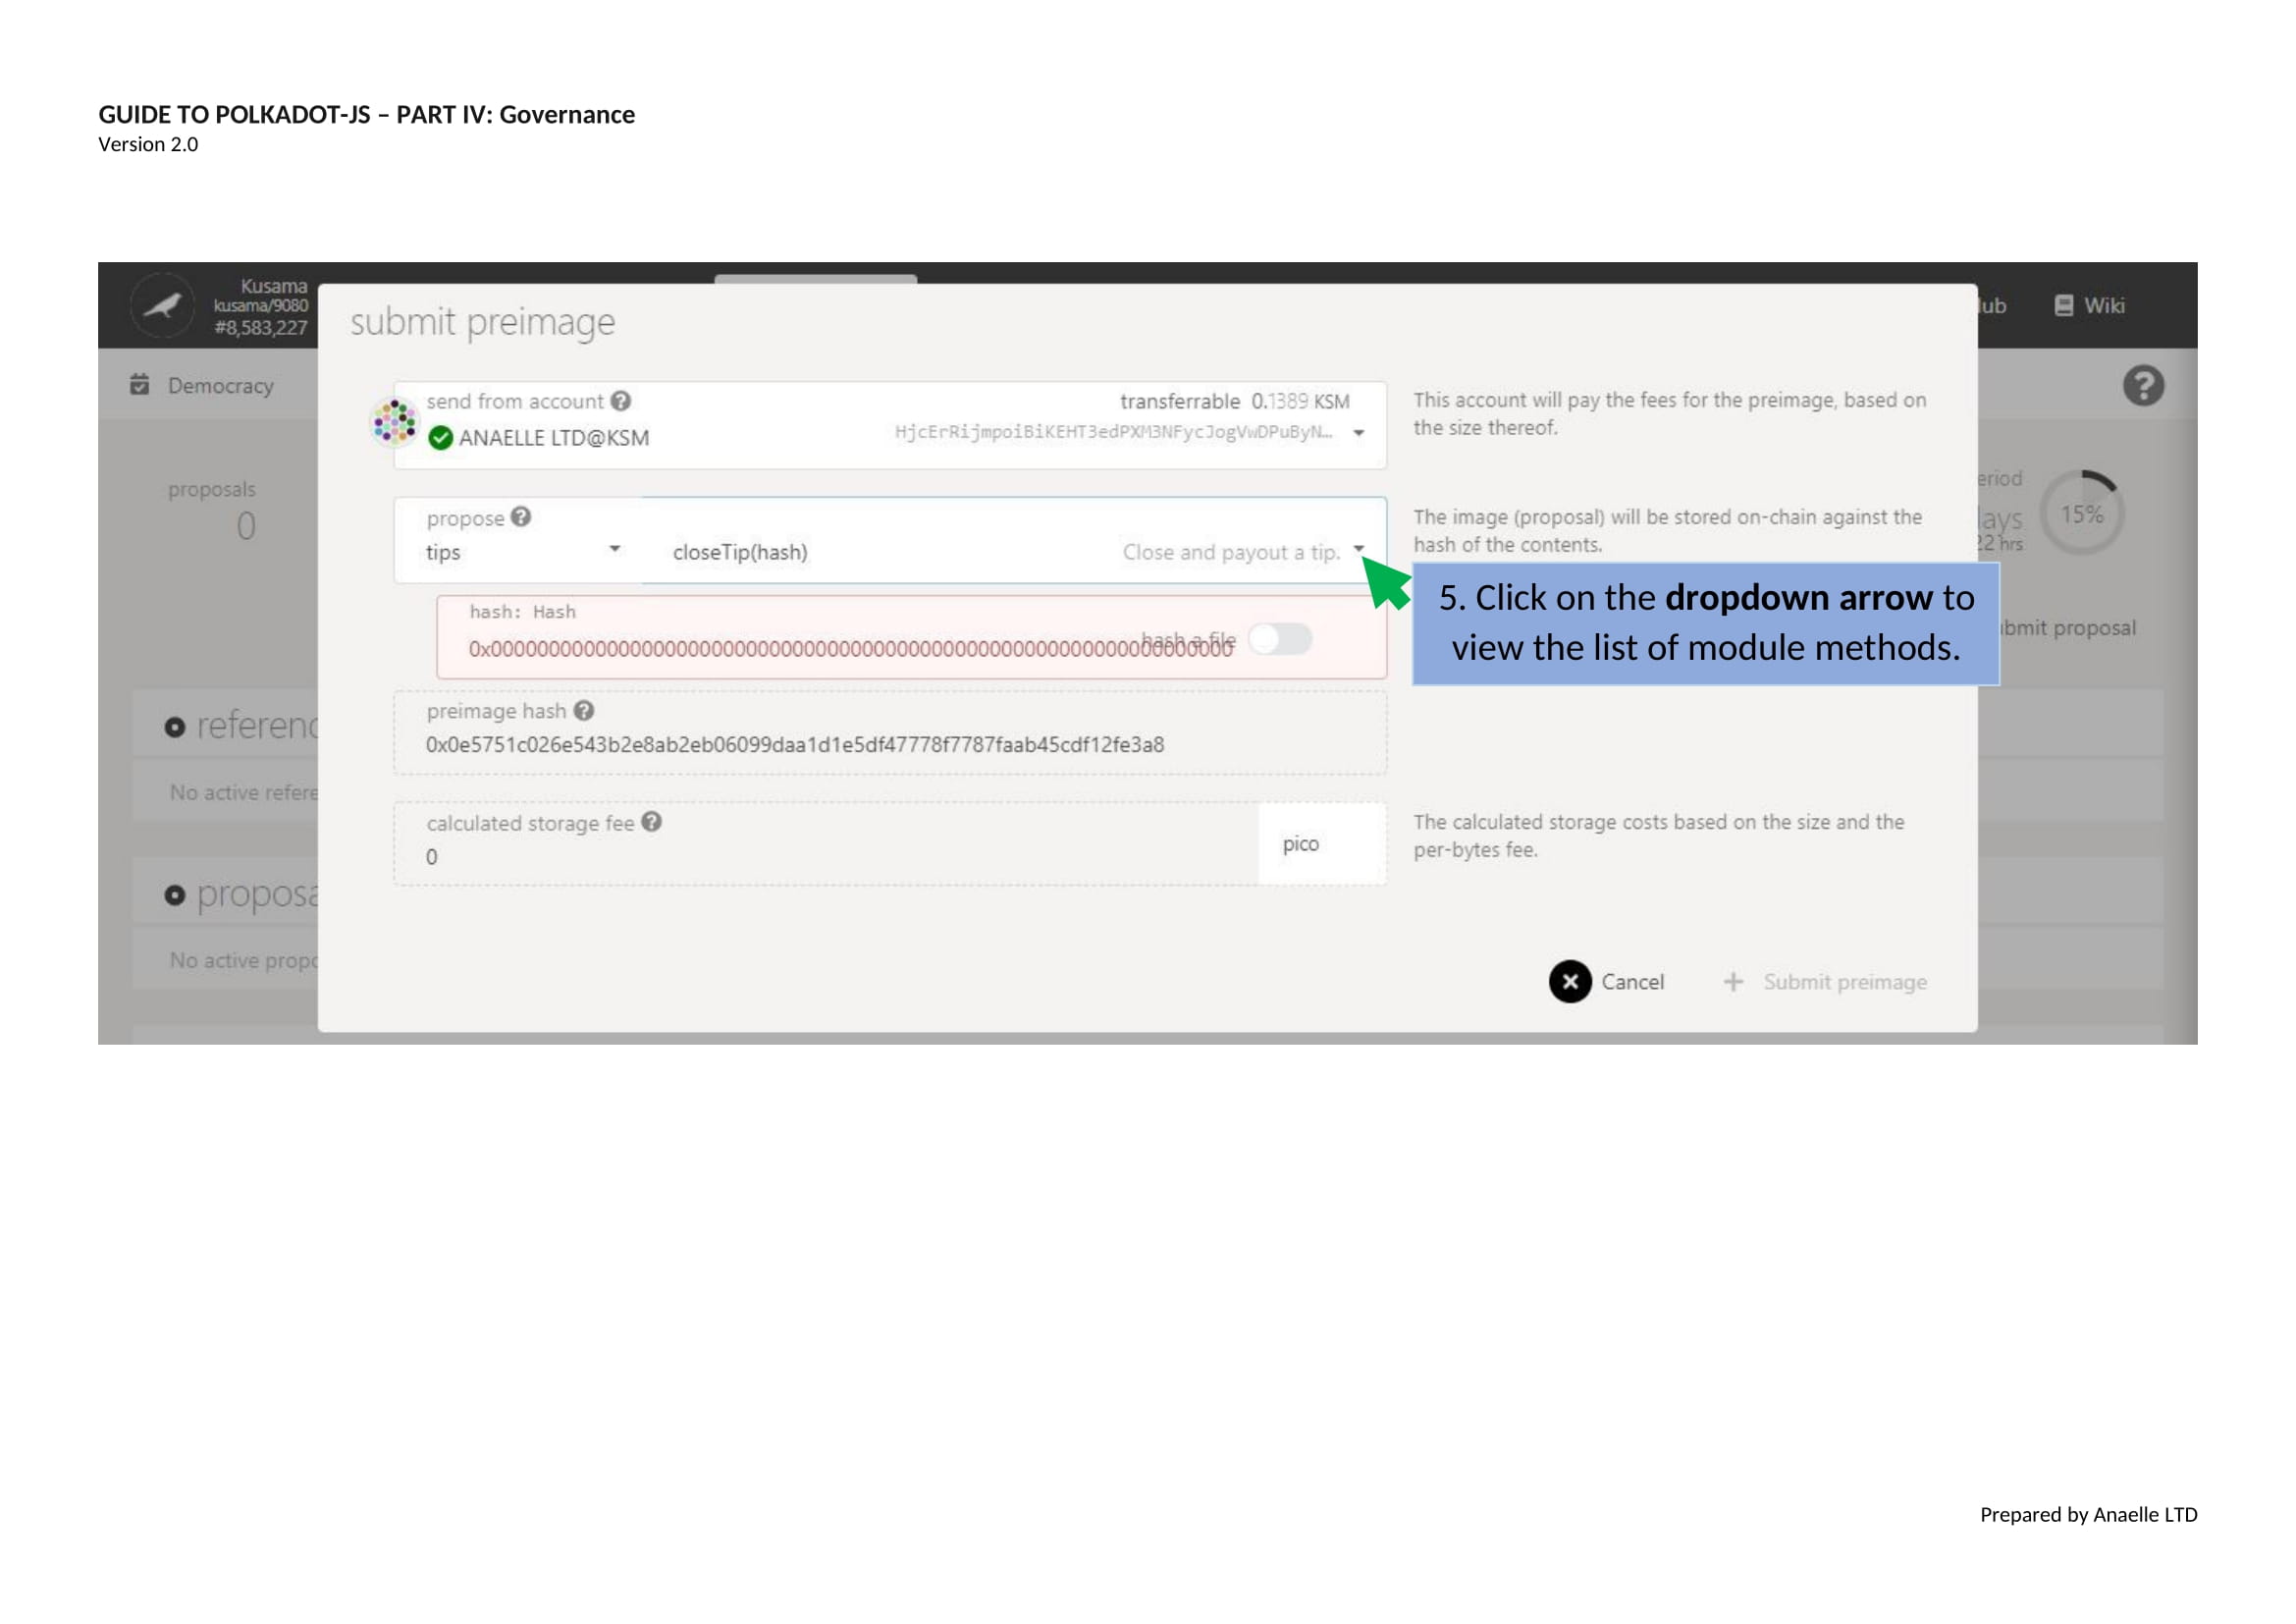 GUIDE TO POLKADOT-JS – PART IV: Governance
Version 2.0
Kusama
kusama/9080
#8,583,227
lub
Wiki
submit preimage
Democracy
send from account
transferrable 0.1389 KSM
ANAELLE LTD@KSM
HjcErRijmpoiBiKEHT3edPXM3NFycJogVwDPuByN…
This account will pay the fees for the preimage, based on
the size thereof.
proposals
0
eriod
lays
22 hrs
15%
propose
tips
closeTip(hash)
Close and payout a tip.
The image (proposal) will be stored on-chain against the
hash of the contents.
5. Click on the dropdown arrow to
view the list of module methods.
hash: Hash
0x0000000000000000000000000000000000000000000000000000000000000000
hash a file
bmit proposal
preimage hash
0x0e5751c026e543b2e8ab2eb06099daa1d1e5df47778f7787faab45cdf12fe3a8
referenc
No active refere
calculated storage fee
0
pico
The calculated storage costs based on the size and the
per-bytes fee.
proposa
No active propo
Cancel
Submit preimage
Prepared by Anaelle LTD